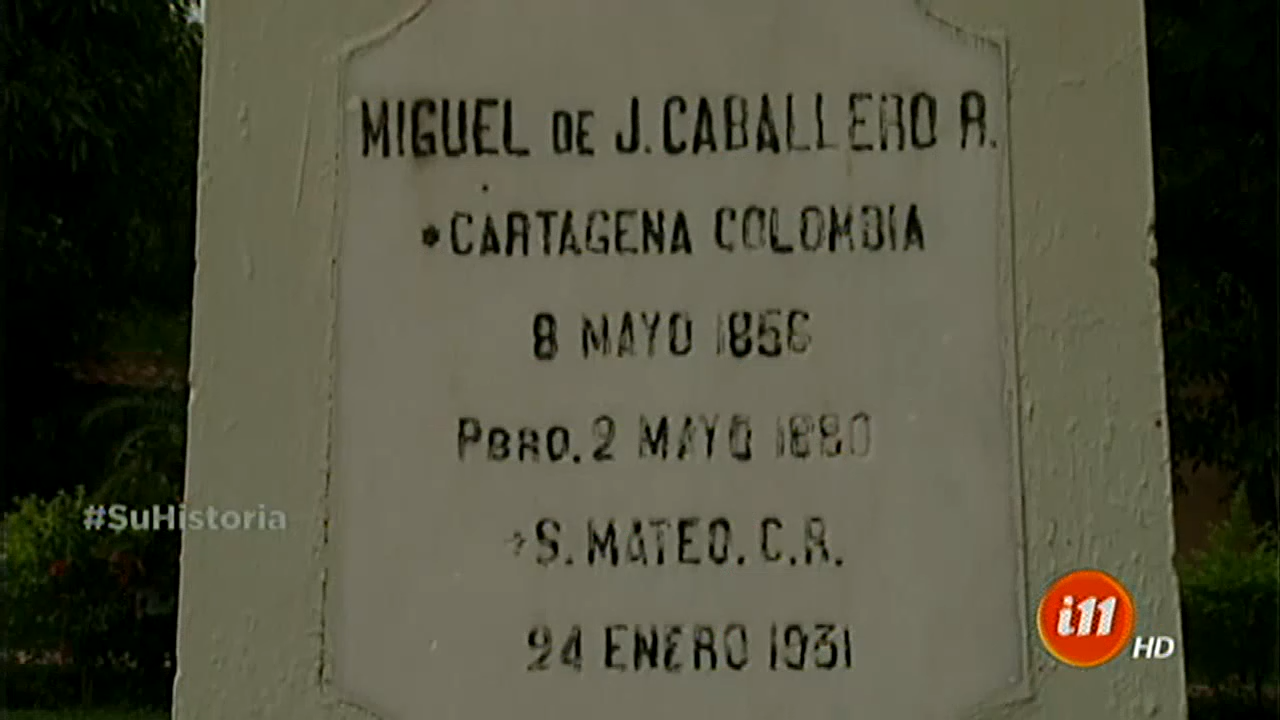 MIGUEL DE J. CABALLERO R.
*CARTAGENA COLOMBIA
8 MAYO 1856
PBRO. 2 MAYO 1880
S. MATEO. C.R.
24 ENERO 1931
#SuHistoria
i11
HD